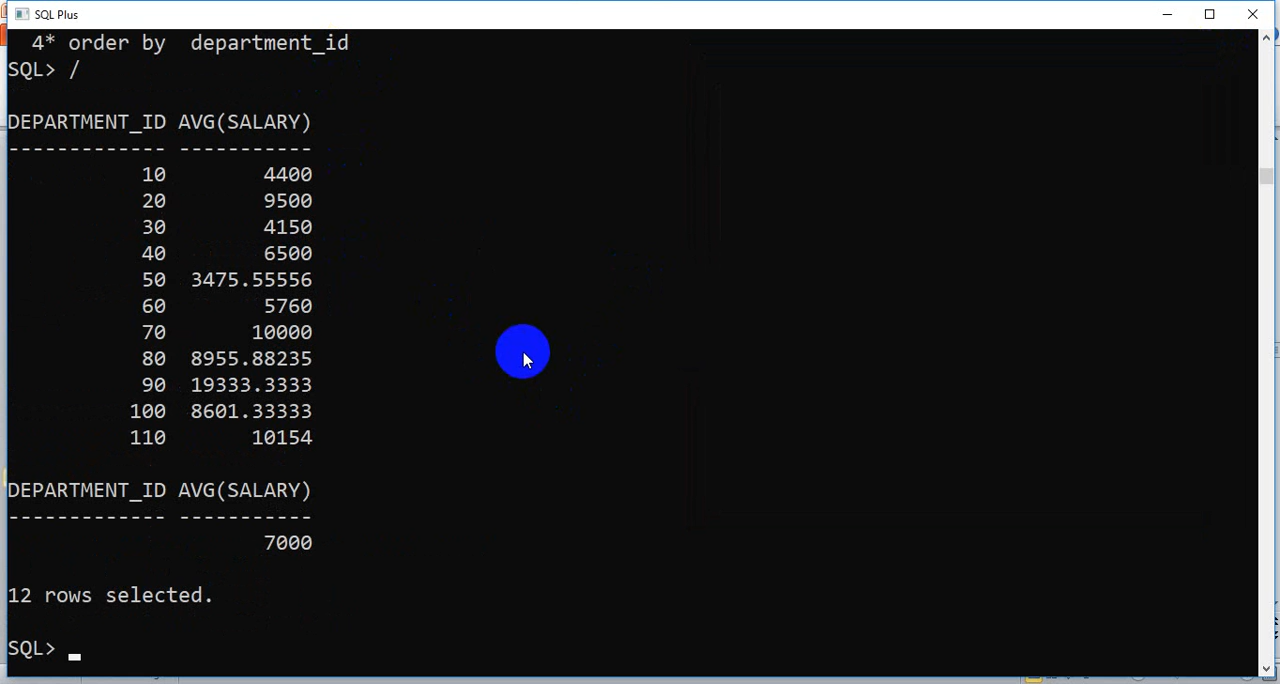 SQL Plus
4* order by  department_id
SQL> /
DEPARTMENT_ID AVG(SALARY)
------------- -----------
10 4400
20 9500
30 4150
40 6500
50 3475.55556
60 5760
70 10000
80 8955.88235
90 19333.3333
100 8601.33333
110 10154
DEPARTMENT_ID AVG(SALARY)
------------- -----------
7000
12 rows selected.
SQL>